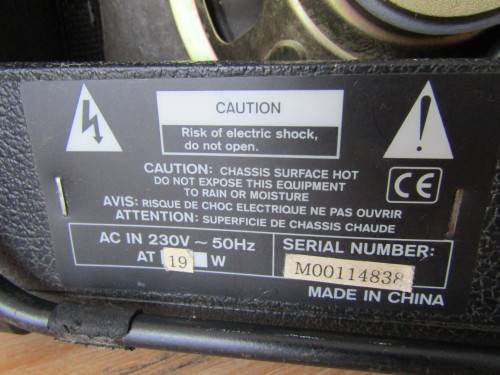 CAUTION
Risk of electric shock,
do not open.
CAUTION: CHASSIS SURFACE HOT
DO NOT EXPOSE THIS EQUIPMENT
TO RAIN OR MOISTURE
AVIS: RISQUE DE CHOC ELECTRIQUE NE PAS OUVRIR
ATTENTION: SUPERFICIE DE CHASSIS CHAUDE
CE
AC IN 230V ~ 50Hz
AT 19 W
SERIAL NUMBER:
M00114838
MADE IN CHINA